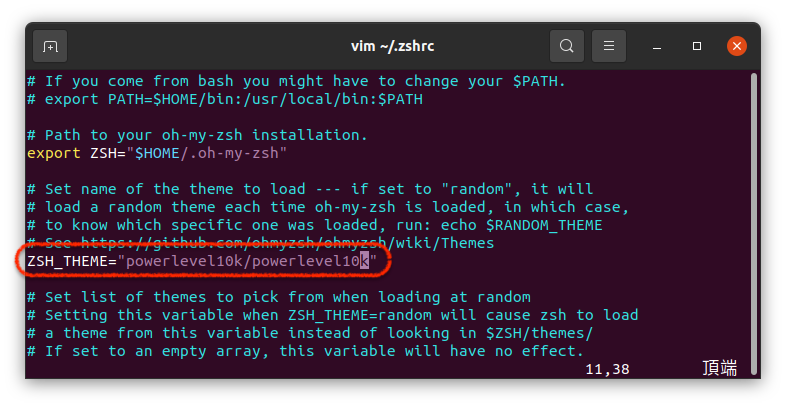 vim ~/.zshrc
# If you come from bash you might have to change your $PATH.
# export PATH=$HOME/bin:/usr/local/bin:$PATH
# Path to your oh-my-zsh installation.
export ZSH="$HOME/.oh-my-zsh"
# Set name of the theme to load --- if set to "random", it will
# load a random theme each time oh-my-zsh is loaded, in which case,
# to know which specific one was loaded, run: echo $RANDOM_THEME
# See https://github.com/ohmyzsh/ohmyzsh/wiki/Themes
ZSH_THEME="powerlevel10k/powerlevel10k"
# Set list of themes to pick from when loading at random
# Setting this variable when ZSH_THEME=random will cause zsh to load
# a theme from this variable instead of looking in $ZSH/themes/
# If set to an empty array, this variable will have no effect.
11,38 頂端